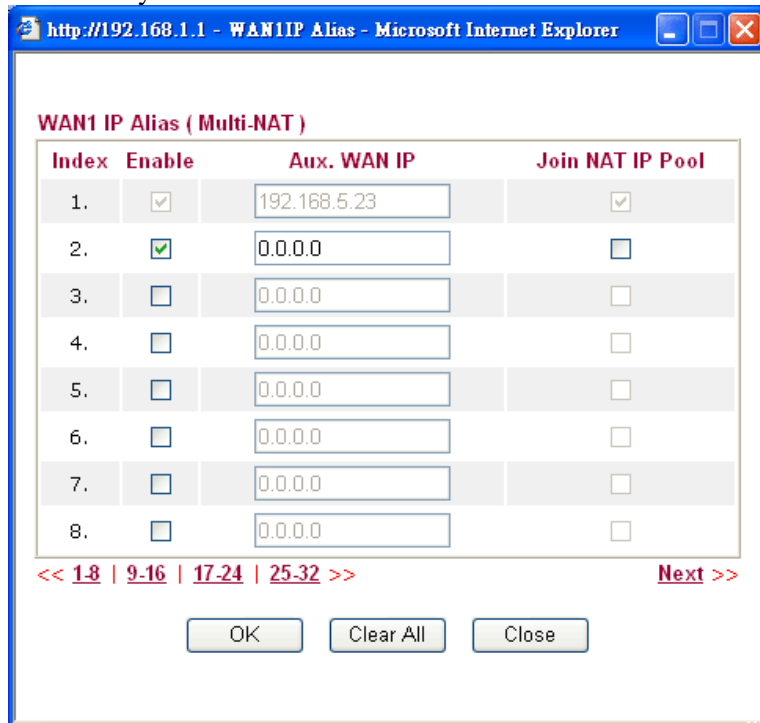 http://192.168.1.1 - WAN1IP Alias - Microsoft Internet Explorer
WAN1 IP Alias ( Multi-NAT )
Index Enable Aux. WAN IP Join NAT IP Pool
1. 192.168.5.23
2. 0.0.0.0
3. 0.0.0.0
4. 0.0.0.0
5. 0.0.0.0
6. 0.0.0.0
7. 0.0.0.0
8. 0.0.0.0
<< 1-8 | 9-16 | 17-24 | 25-32 >> Next >>
OK Clear All Close